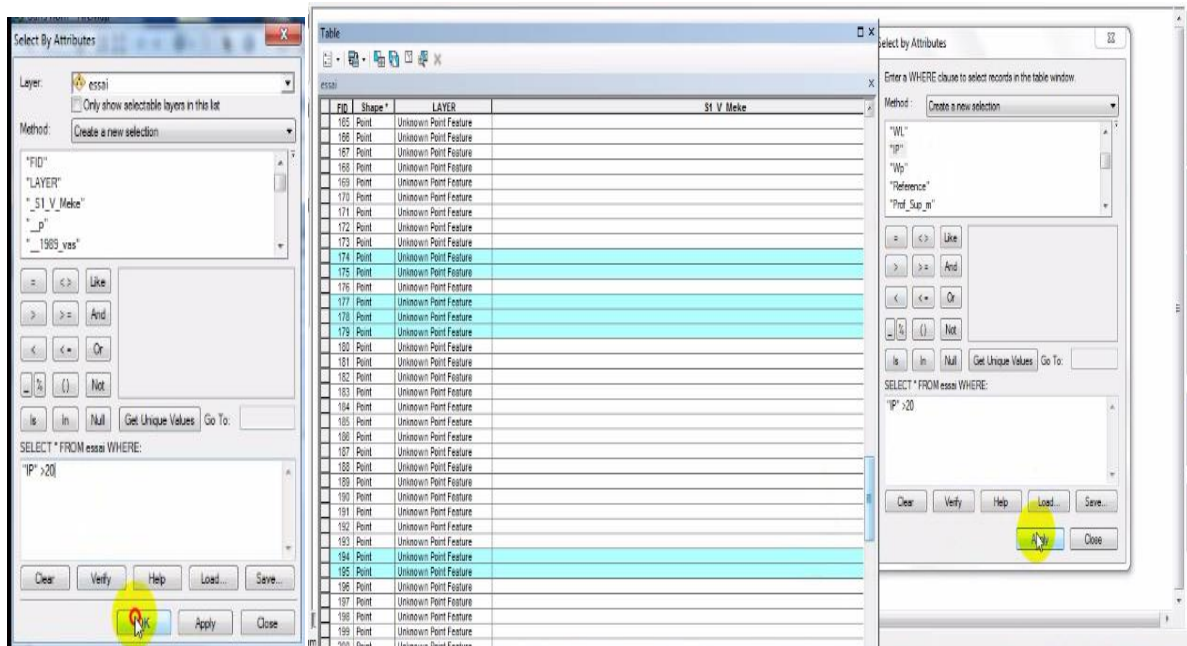 Select By Attributes
Layer: essai
Only show selectable layers in this list
Method: Create a new selection
"FID"
"LAYER"
"_S1_V_Meke"
"__p"
"__1989_vas"
= <> Like
> >= And
< <= Or
_ % () Not
Is In Null Get Unique Values Go To:
SELECT * FROM essai WHERE:
"IP" >20
Clear Verify Help Load... Save...
OK Apply Close
Table
essai
FID Shape * LAYER S1 V Meke
165 Point Unknown Point Feature
166 Point Unknown Point Feature
167 Point Unknown Point Feature
168 Point Unknown Point Feature
169 Point Unknown Point Feature
170 Point Unknown Point Feature
171 Point Unknown Point Feature
172 Point Unknown Point Feature
173 Point Unknown Point Feature
174 Point Unknown Point Feature
175 Point Unknown Point Feature
176 Point Unknown Point Feature
177 Point Unknown Point Feature
178 Point Unknown Point Feature
179 Point Unknown Point Feature
180 Point Unknown Point Feature
181 Point Unknown Point Feature
182 Point Unknown Point Feature
183 Point Unknown Point Feature
184 Point Unknown Point Feature
185 Point Unknown Point Feature
186 Point Unknown Point Feature
187 Point Unknown Point Feature
188 Point Unknown Point Feature
189 Point Unknown Point Feature
190 Point Unknown Point Feature
191 Point Unknown Point Feature
192 Point Unknown Point Feature
193 Point Unknown Point Feature
194 Point Unknown Point Feature
195 Point Unknown Point Feature
196 Point Unknown Point Feature
197 Point Unknown Point Feature
198 Point Unknown Point Feature
199 Point Unknown Point Feature
Select by Attributes
Enter a WHERE clause to select records in the table window.
Method : Create a new selection
"WL"
"IP"
"Wp"
"Reference"
"Prof_Sup_m"
= <> Like
> >= And
< <= Or
_ % () Not
Is In Null Get Unique Values Go To:
SELECT * FROM essai WHERE:
"IP" >20
Clear Verify Help Load... Save...
Apply Close